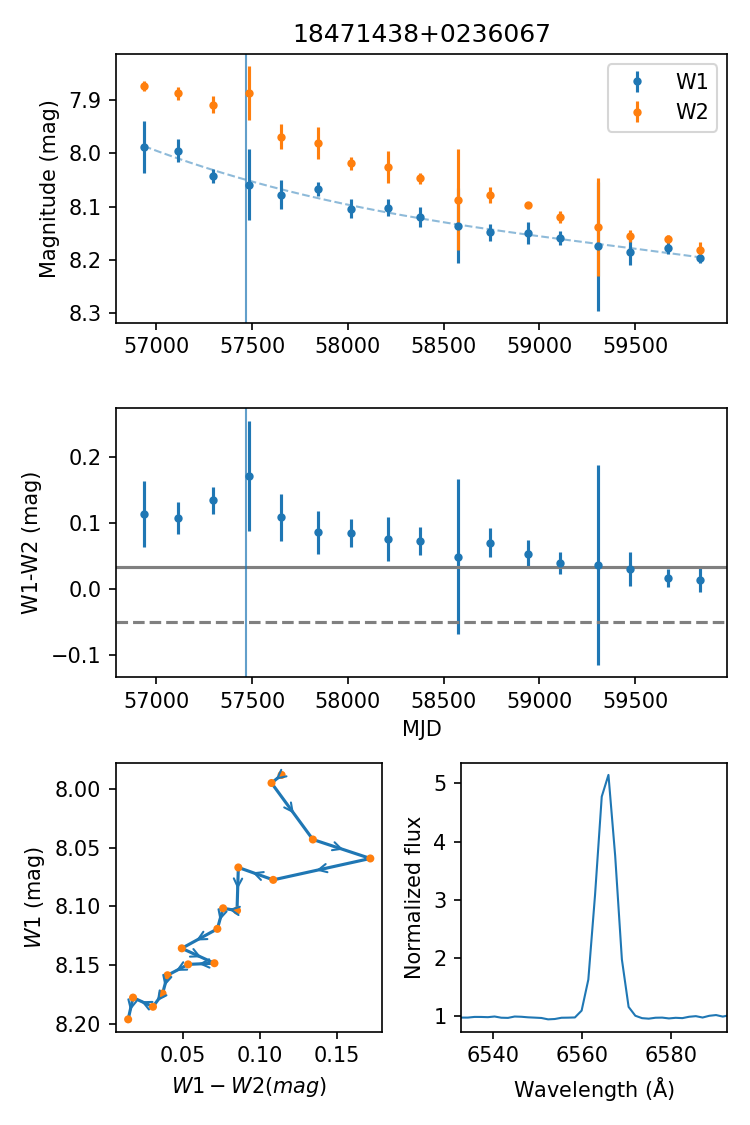 18471438+0236067
Magnitude (mag)
7.9
8.0
8.1
8.2
8.3
W1
W2
57000 57500 58000 58500 59000 59500
W1-W2 (mag)
0.2
0.1
0.0
−0.1
57000 57500 58000 58500 59000 59500
MJD
W1 (mag)
8.00
8.05
8.10
8.15
8.20
0.05 0.10 0.15
W1 − W2(mag)
Normalized flux
5
4
3
2
1
6540 6560 6580
Wavelength (Å)